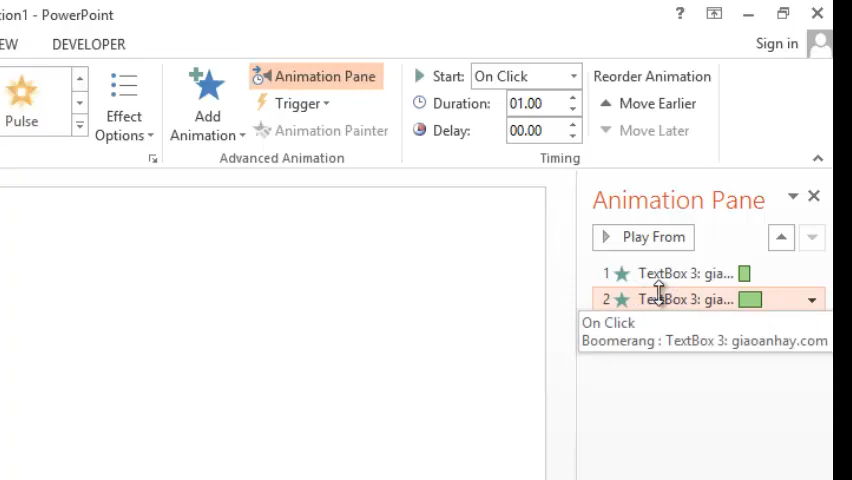 tion1 - PowerPoint
?
EW DEVELOPER Sign in
Animation Pane Start: On Click Reorder Animation
Pulse Effect Options Add Animation Trigger Duration: 01.00 Move Earlier
Animation Painter Delay: 00.00 Move Later
Advanced Animation Timing
Animation Pane
Play From
1 TextBox 3: gia...
2 TextBox 3: gia...
On Click
Boomerang : TextBox 3: giaoanhay.com